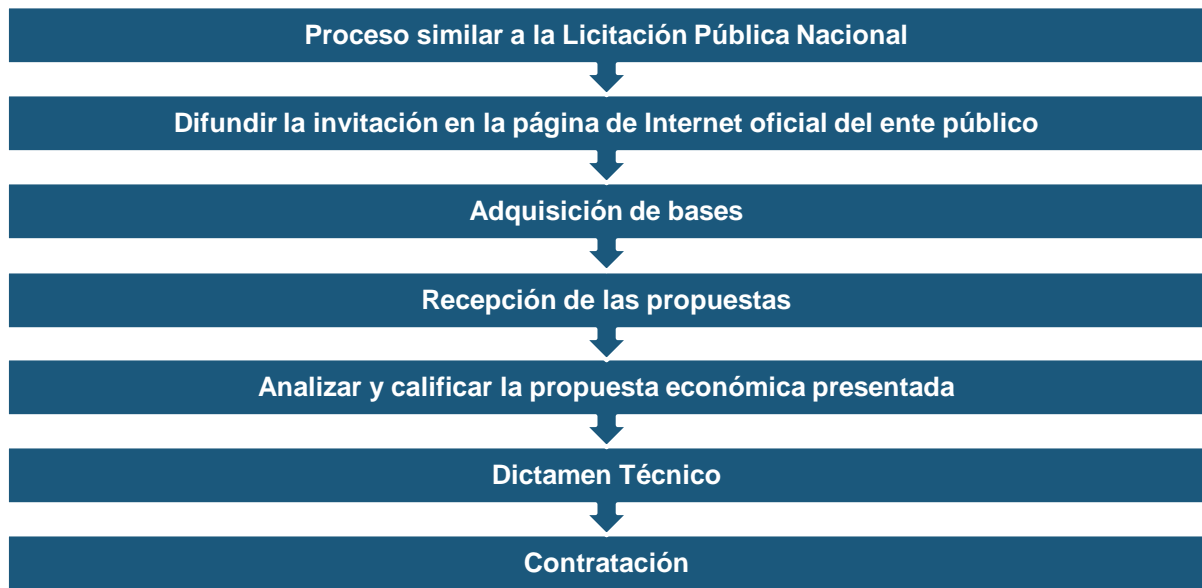 Proceso similar a la Licitación Pública Nacional
Difundir la invitación en la página de Internet oficial del ente público
Adquisición de bases
Recepción de las propuestas
Analizar y calificar la propuesta económica presentada
Dictamen Técnico
Contratación